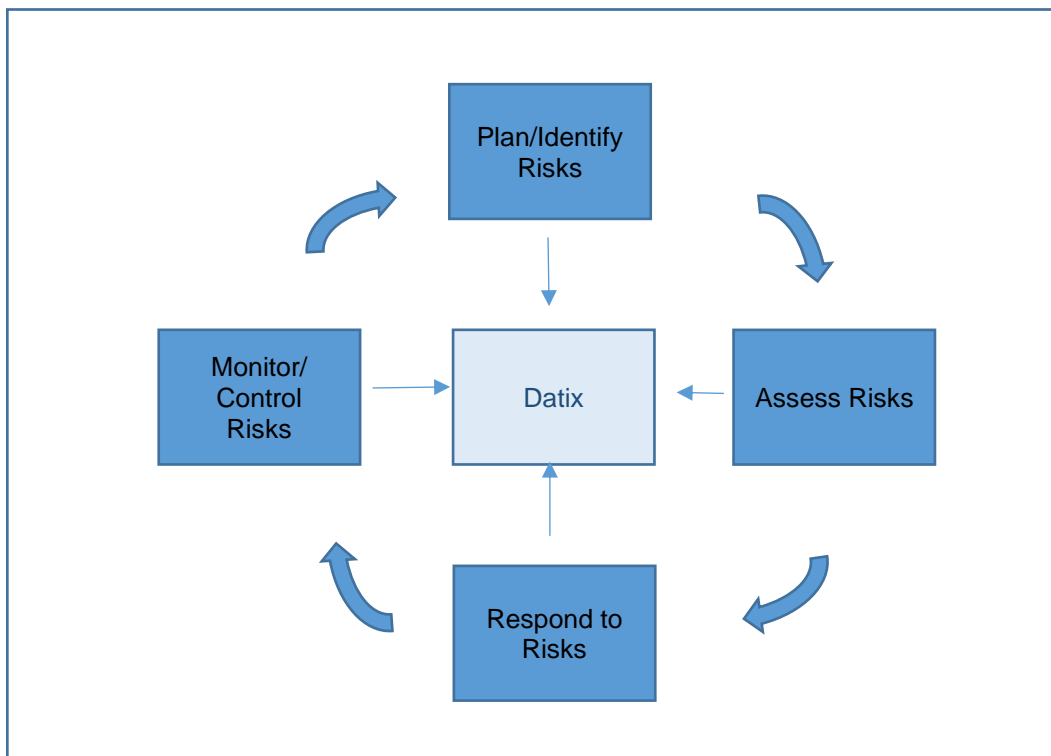 Plan/Identify
Risks
Monitor/
Control
Risks
Datix
Assess Risks
Respond to
Risks